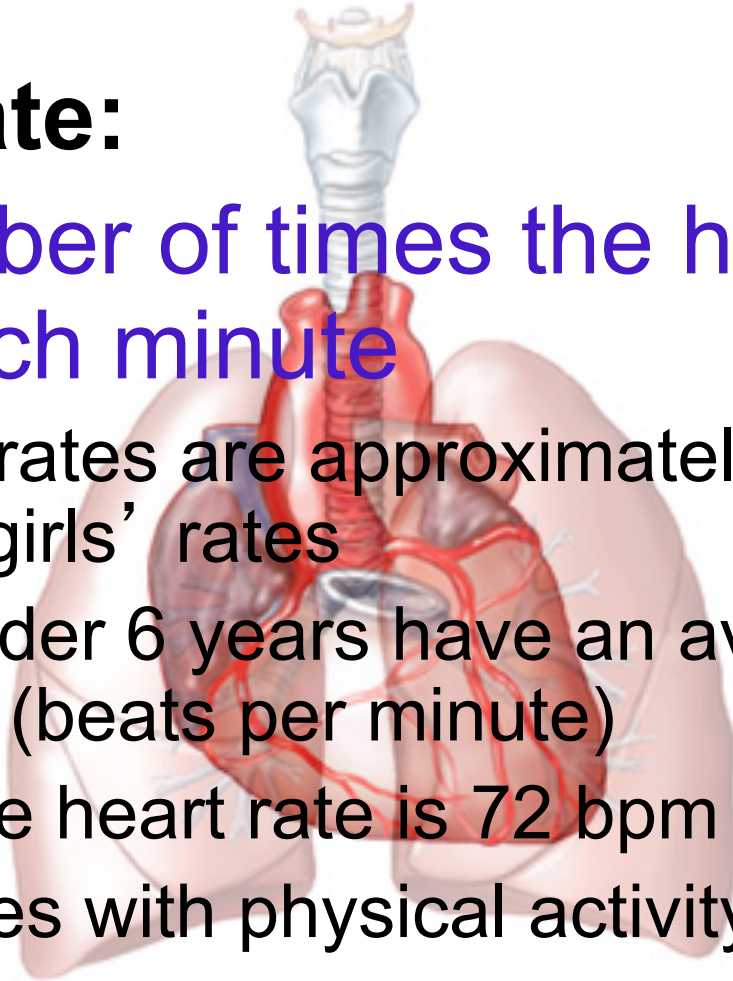 ate:
ber of times the h
ch minute
rates are approximatel
girls’ rates
der 6 years have an av
(beats per minute)
e heart rate is 72 bpm
es with physical activity